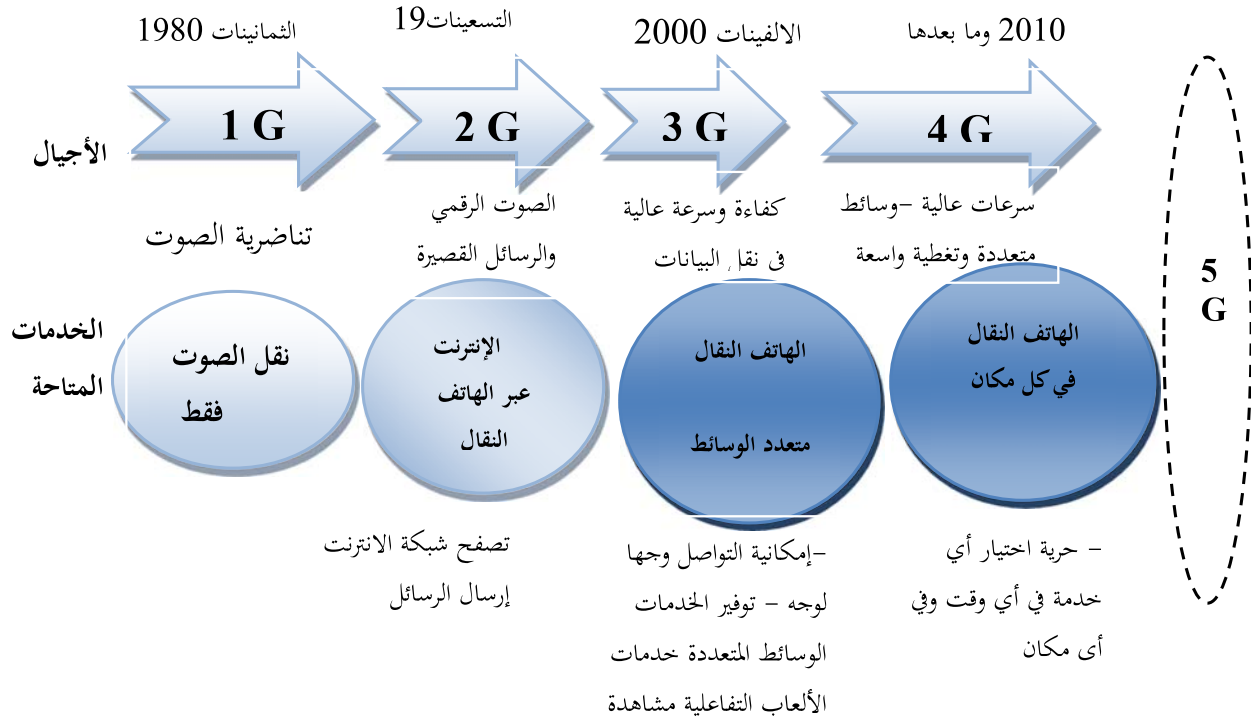 الثمانينات 1980
التسعينات19
الالفينات 2000
2010 وما بعدها
الأجيال
1 G
2 G
3 G
4 G
5
G
تناضرية الصوت
الصوت الرقمي
والرسائل القصيرة
كفاءة وسرعة عالية
في نقل البيانات
سرعات عالية –وسائط
متعددة وتغطية واسعة
الخدمات
المتاحة
نقل الصوت
فقط
الإنترنت
عبر الهاتف
النقال
الهاتف النقال
متعدد الوسائط
الهاتف النقال
في كل مكان
تصفح شبكة الانترنت
إرسال الرسائل
–إمكانية التواصل وجها
لوجه – توفير الخدمات
الوسائط المتعددة خدمات
الألعاب التفاعلية مشاهدة
– حرية اختيار أي
خدمة في أي وقت وفي
أى مكان